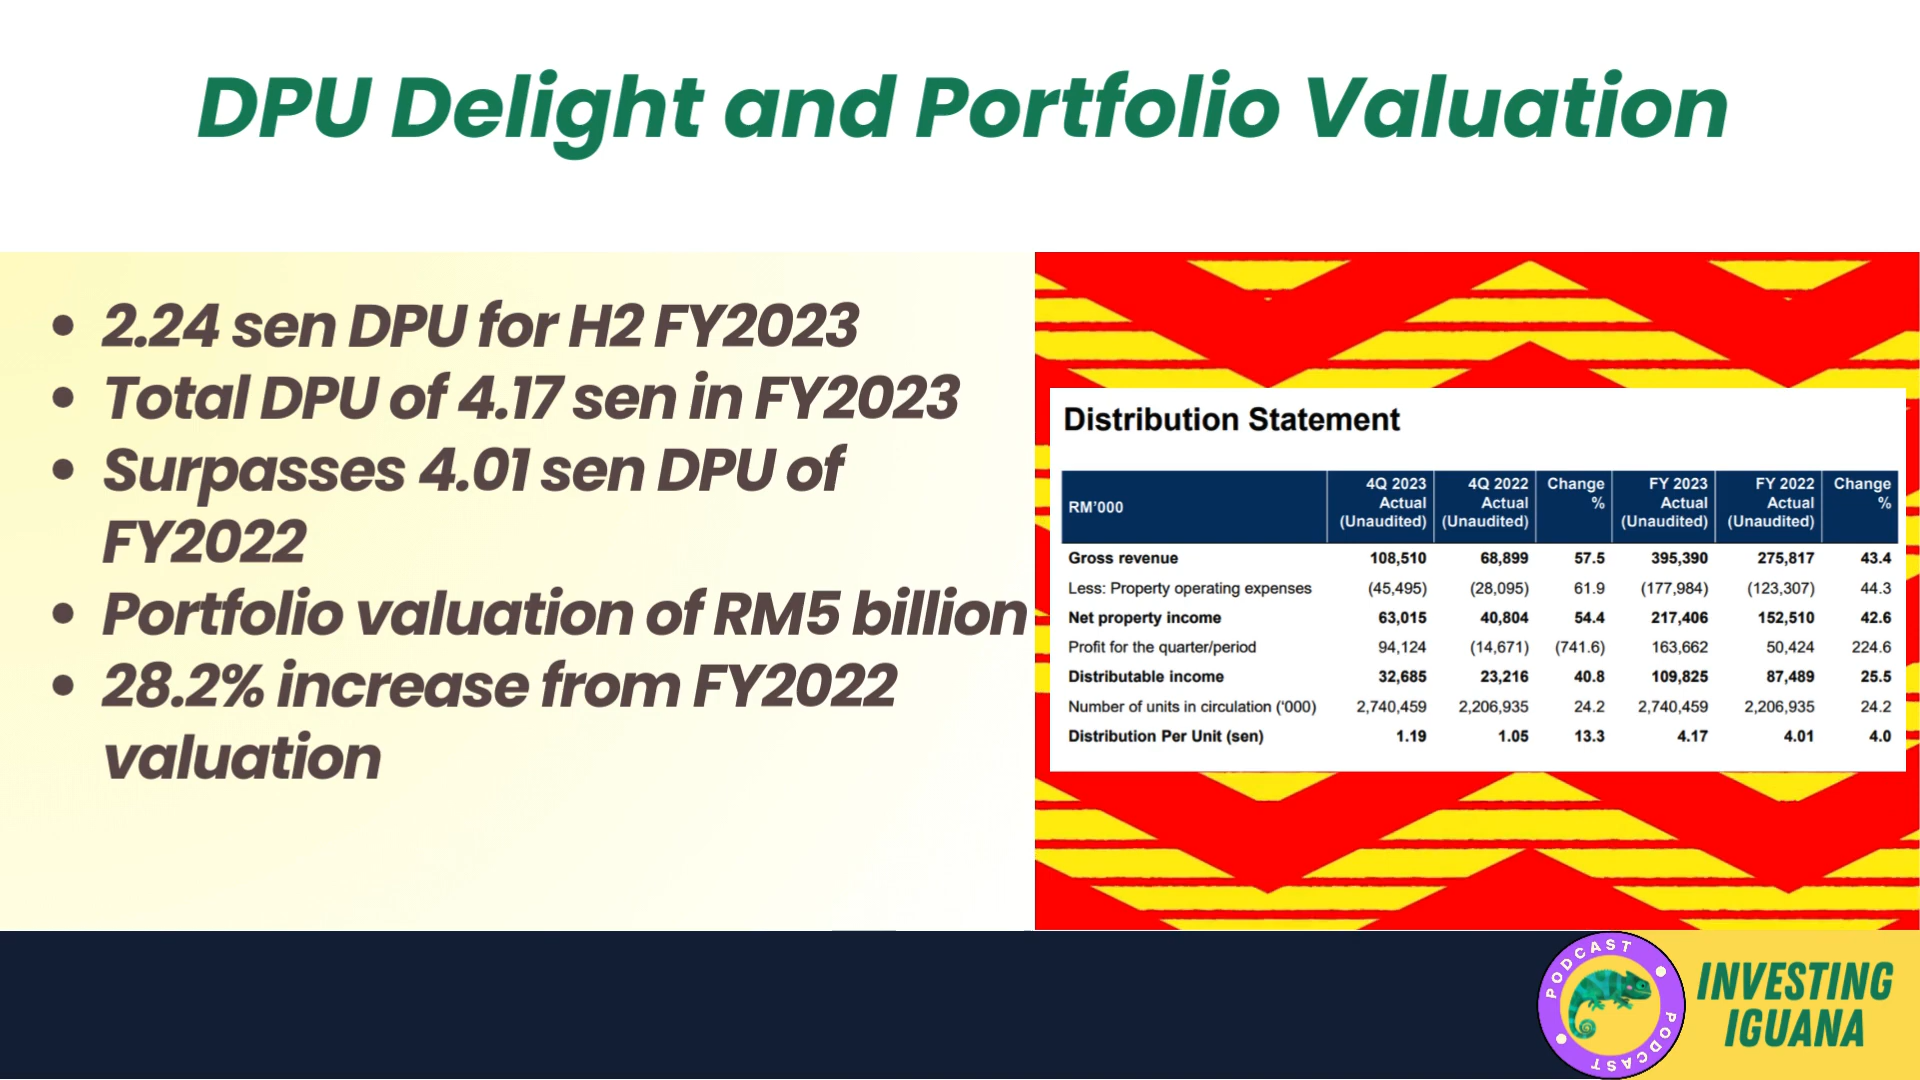 DPU Delight and Portfolio Valuation
• 2.24 sen DPU for H2 FY2023
• Total DPU of 4.17 sen in FY2023
• Surpasses 4.01 sen DPU of
FY2022
• Portfolio valuation of RM5 billion
• 28.2% increase from FY2022
valuation
Distribution Statement
RM'000 4Q 2023 Actual (Unaudited) 4Q 2022 Actual (Unaudited) Change % FY 2023 Actual (Unaudited) FY 2022 Actual (Unaudited) Change %
Gross revenue 108,510 68,899 57.5 395,390 275,817 43.4
Less: Property operating expenses (45,495) (28,095) 61.9 (177,984) (123,307) 44.3
Net property income 63,015 40,804 54.4 217,406 152,510 42.6
Profit for the quarter/period 94,124 (14,671) (741.6) 163,662 50,424 224.6
Distributable income 32,685 23,216 40.8 109,825 87,489 25.5
Number of units in circulation ('000) 2,740,459 2,206,935 24.2 2,740,459 2,206,935 24.2
Distribution Per Unit (sen) 1.19 1.05 13.3 4.17 4.01 4.0
PODCAST
PODCAST
INVESTING
IGUANA